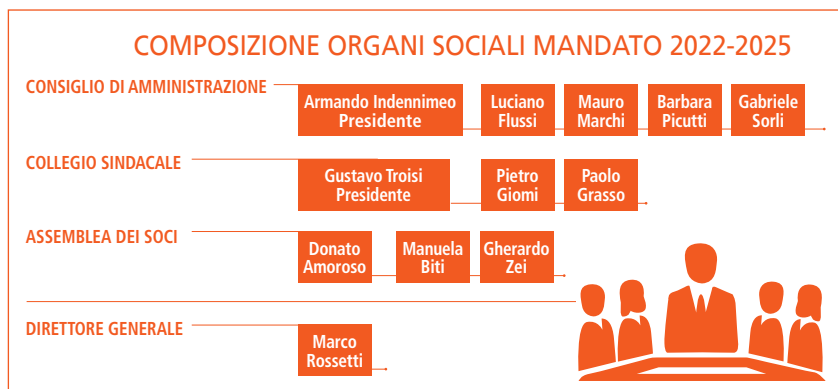 COMPOSIZIONE ORGANI SOCIALI MANDATO 2022-2025
CONSIGLIO DI AMMINISTRAZIONE
Armando Indennimeo
Presidente
Luciano
Flussi
Mauro
Marchi
Barbara
Picutti
Gabriele
Sorli
COLLEGIO SINDACALE
Gustavo Troisi
Presidente
Pietro
Giomi
Paolo
Grasso
ASSEMBLEA DEI SOCI
Donato
Amoroso
Manuela
Biti
Gherardo
Zei
DIRETTORE GENERALE
Marco
Rossetti